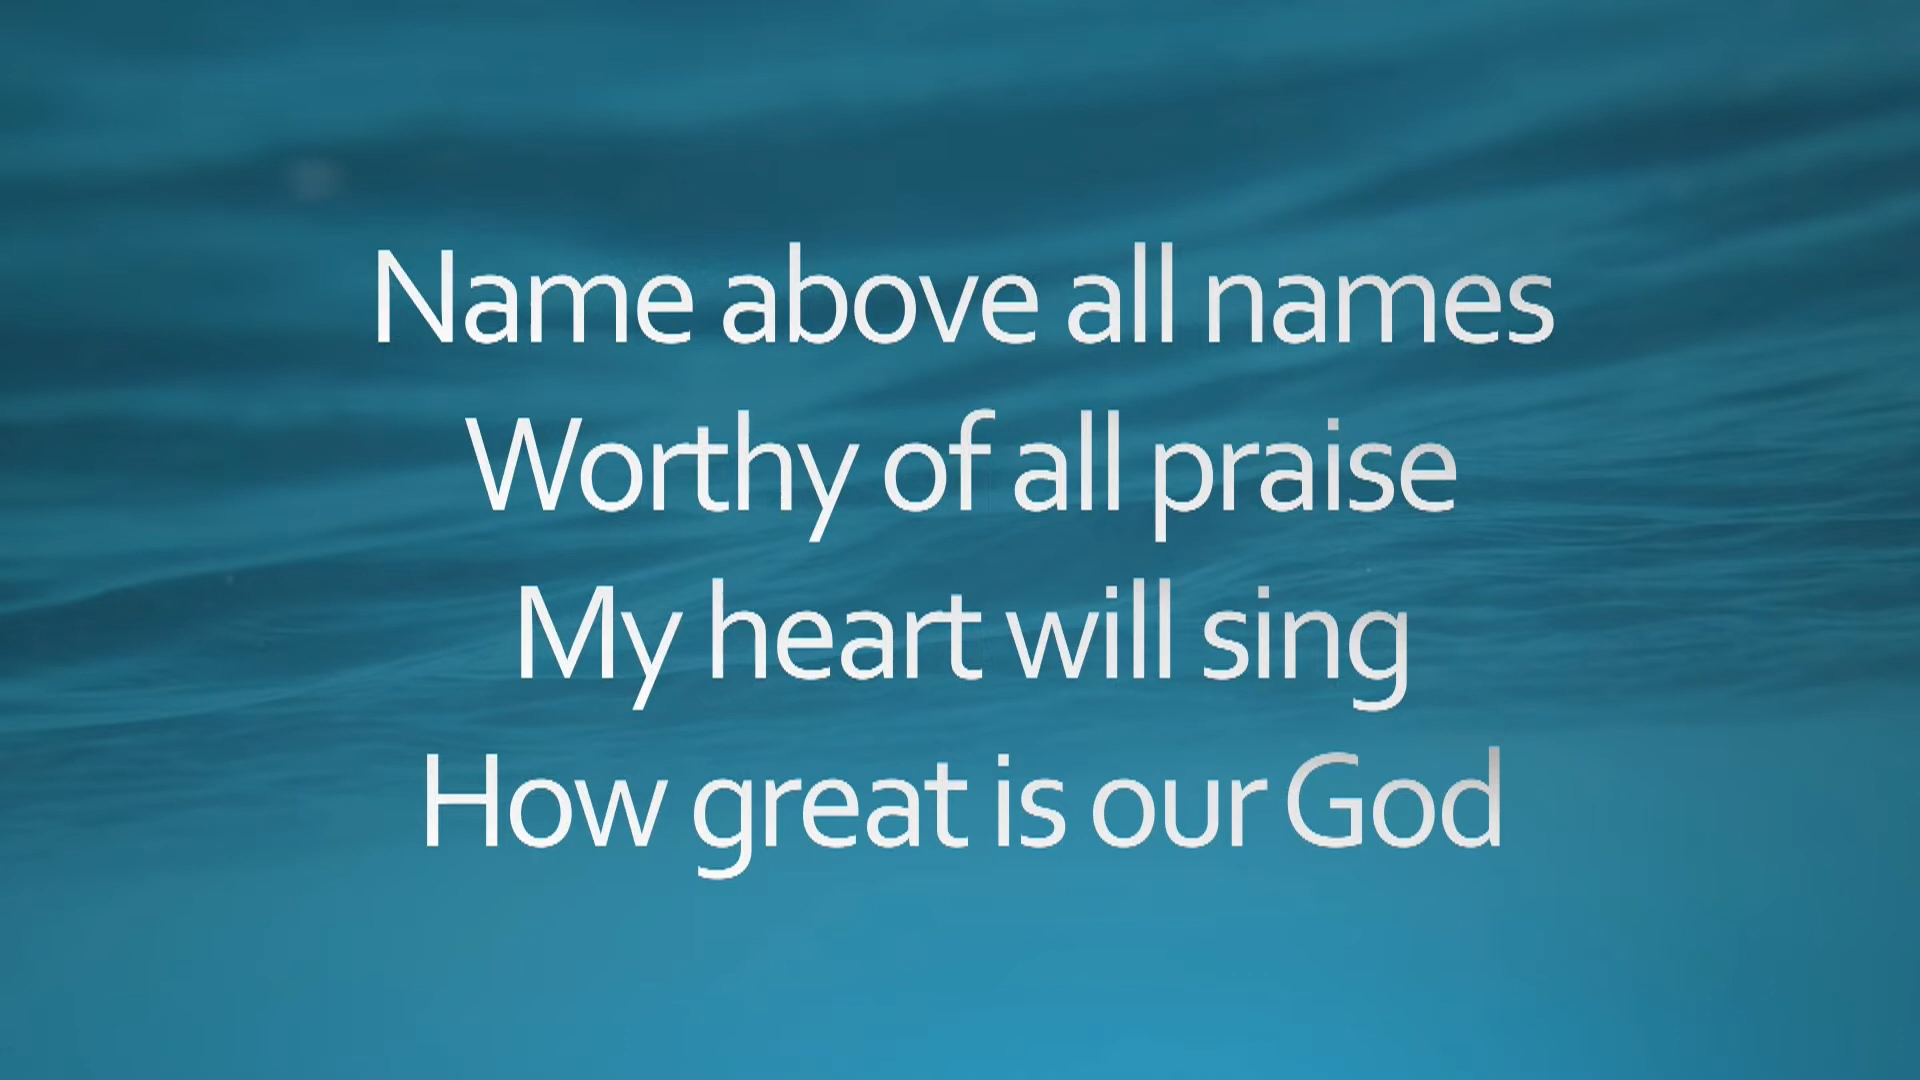 Name above all names
Worthy of all praise
My heart will sing
How great is our God